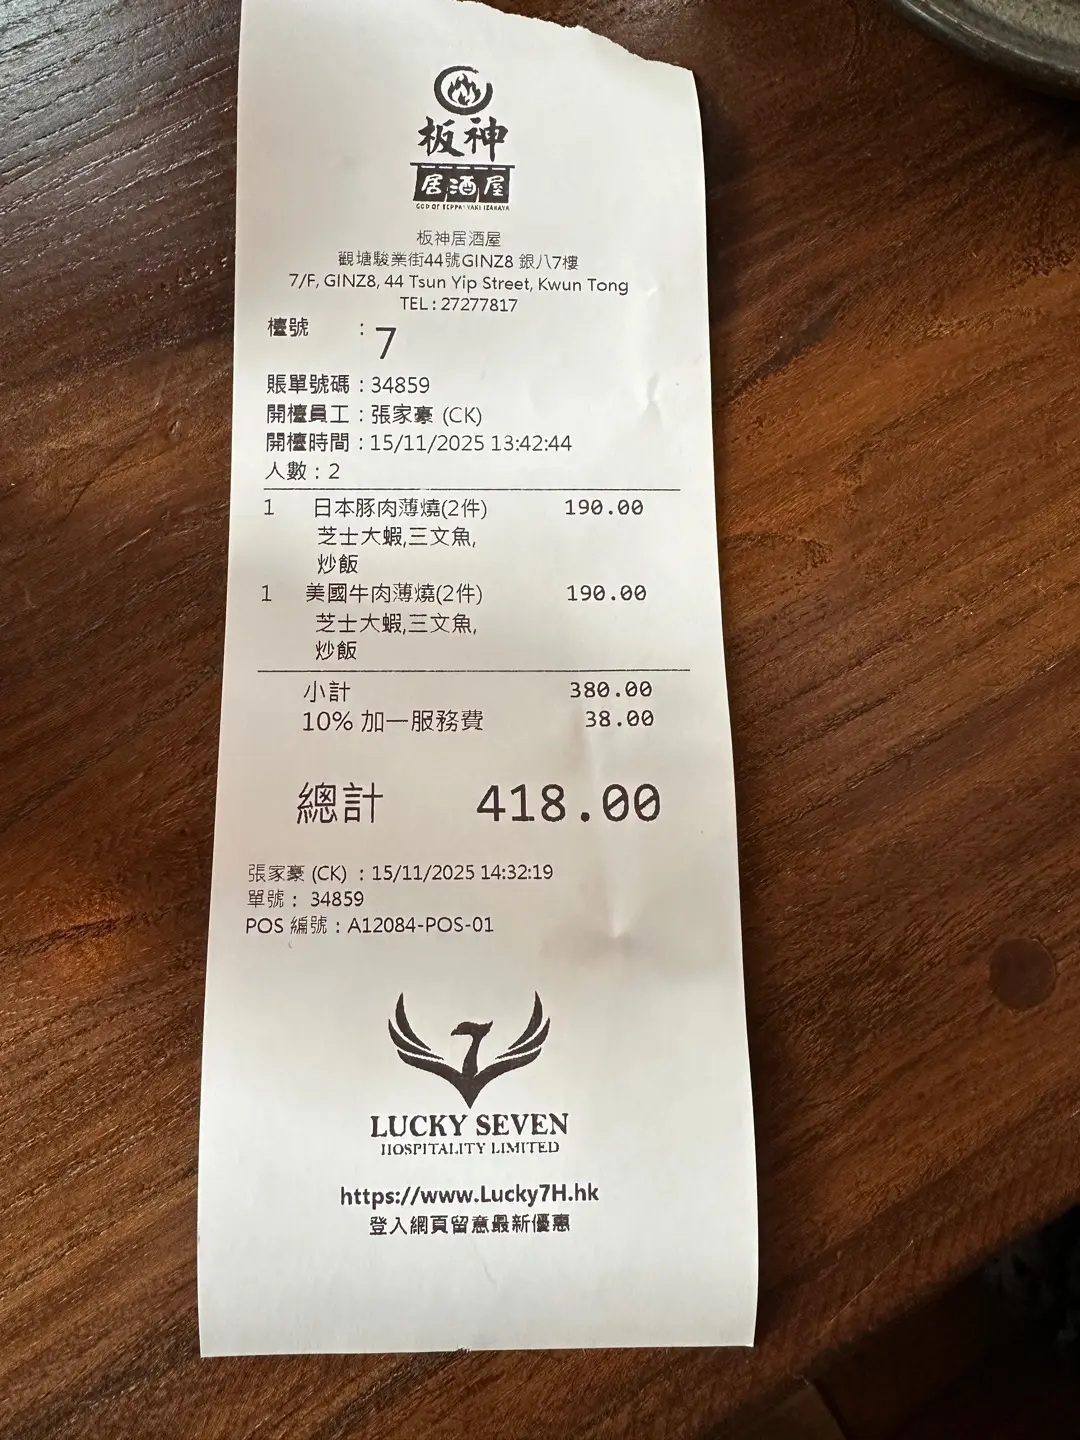 板神
居酒屋
GOD OF TEPPANYAKI IZAKAYA
板神居酒屋
觀塘駿業街44號GINZ8 銀八7樓
7/F, GINZ8, 44 Tsun Yip Street, Kwun Tong
TEL : 27277817
檯號 : 7
賬單號碼 : 34859
開檯員工 : 張家豪 (CK)
開檯時間 : 15/11/2025 13:42:44
人數 : 2
1 日本豚肉薄燒(2件) 190.00
芝士大蝦,三文魚,
炒飯
1 美國牛肉薄燒(2件) 190.00
芝士大蝦,三文魚,
炒飯
小計 380.00
10% 加一服務費 38.00
總計 418.00
張家豪 (CK) : 15/11/2025 14:32:19
單號 : 34859
POS 編號 : A12084-POS-01
LUCKY SEVEN
HOSPITALITY LIMITED
https://www.Lucky7H.hk
登入網頁留意最新優惠